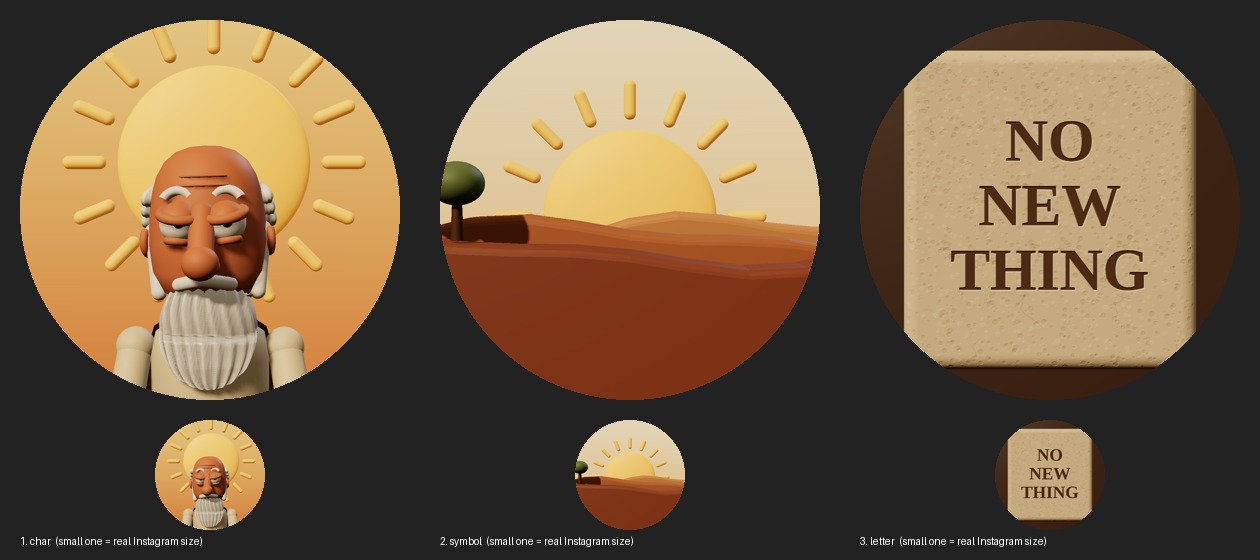 NO
NEW
THING
NO
NEW
THING
1. char (small one = real Instagram size)
2. symbol (small one = real Instagram size)
3. letter (small one = real Instagram size)